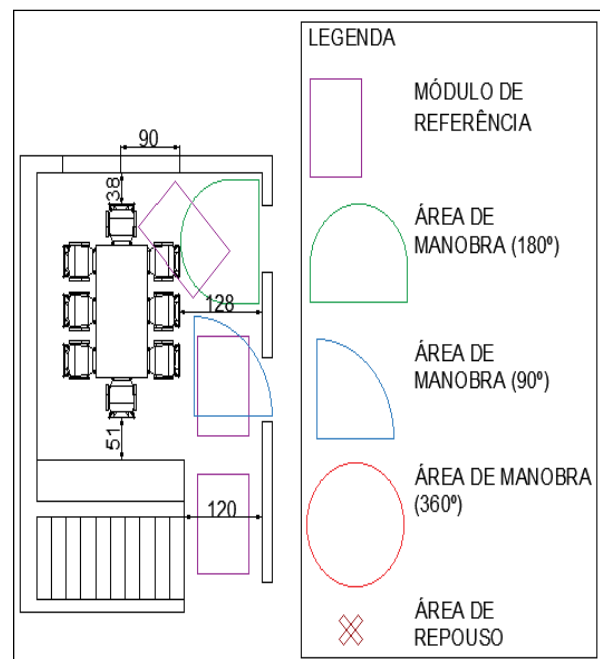 90
38
128
51
120
LEGENDA
MÓDULO DE
REFERÊNCIA
ÁREA DE
MANOBRA (180º)
ÁREA DE
MANOBRA (90º)
ÁREA DE MANOBRA
(360º)
ÁREA DE
REPOUSO